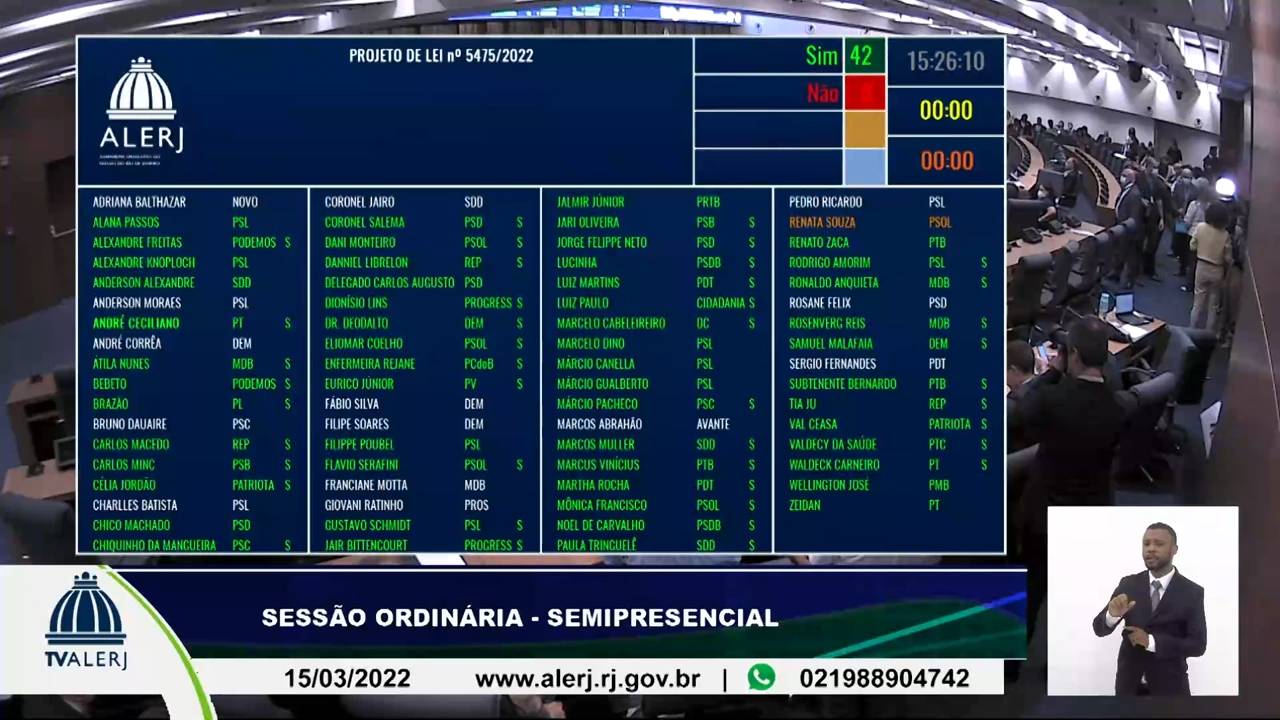 PROJETO DE LEI nº 5475/2022
Sim 42
Não
15:26:10
00:00
00:00
ALERJ
ADRIANA BALTHAZAR NOVO
ALANA PASSOS PSL
ALEXANDRE FREITAS PODEMOS S
ALEXANDRE KNOPLOCH PSL
ANDERSON ALEXANDRE SDD
ANDERSON MORAES PSL
ANDRÉ CECILIANO PT S
ANDRÉ CORRÊA DEM
ÁTILA NUNES MDB S
BEBETO PODEMOS S
BRAZÃO PL S
BRUNO DAUAIRE PSC
CARLOS MACEDO REP S
CARLOS MINC PSB S
CÉLIA JORDÃO PATRIOTA S
CHARLLES BATISTA PSL
CHICO MACHADO PSD
CHIQUINHO DA MANGUEIRA PSC S
CORONEL JAIRO SDD
CORONEL SALEMA PSD S
DANI MONTEIRO PSOL S
DANNIEL LIBRELON REP S
DELEGADO CARLOS AUGUSTO PSD
DIONÍSIO LINS PROGRESS S
DR. DEODALTO DEM S
ELIOMAR COELHO PSOL S
ENFERMEIRA REJANE PCdoB S
EURICO JÚNIOR PV S
FÁBIO SILVA DEM
FILIPE SOARES DEM
FILIPPE POUBEL PSL
FLAVIO SERAFINI PSOL S
FRANCIANE MOTTA MDB
GIOVANI RATINHO PROS
GUSTAVO SCHMIDT PSL S
JAIR BITTENCOURT PROGRESS S
JALMIR JÚNIOR PRTB
JARI OLIVEIRA PSB S
JORGE FELIPPE NETO PSD S
LUCINHA PSDB S
LUIZ MARTINS PDT S
LUIZ PAULO CIDADANIA S
MARCELO CABELEIREIRO DC S
MARCELO DINO PSL
MÁRCIO CANELLA PSL
MÁRCIO GUALBERTO PSL
MÁRCIO PACHECO PSC S
MARCOS ABRAHÃO AVANTE
MARCOS MULLER SDD S
MARCUS VINÍCIUS PTB S
MARTHA ROCHA PDT S
MÔNICA FRANCISCO PSOL S
NOEL DE CARVALHO PSDB S
PAULA TRINGUELÊ SDD S
PEDRO RICARDO PSL
RENATA SOUZA PSOL
RENATO ZACA PTB
RODRIGO AMORIM PSL S
RONALDO ANQUIETA MDB S
ROSANE FELIX PSD
ROSENVERG REIS MDB S
SAMUEL MALAFAIA DEM S
SERGIO FERNANDES PDT
SUBTENENTE BERNARDO PTB S
TIA JU REP S
VAL CEASA PATRIOTA S
VALDECY DA SAÚDE PTC S
WALDECK CARNEIRO PT S
WELLINGTON JOSÉ PMB
ZEIDAN PT
SESSÃO ORDINÁRIA - SEMIPRESENCIAL
TVALERJ
15/03/2022 www.alerj.rj.gov.br | 021988904742